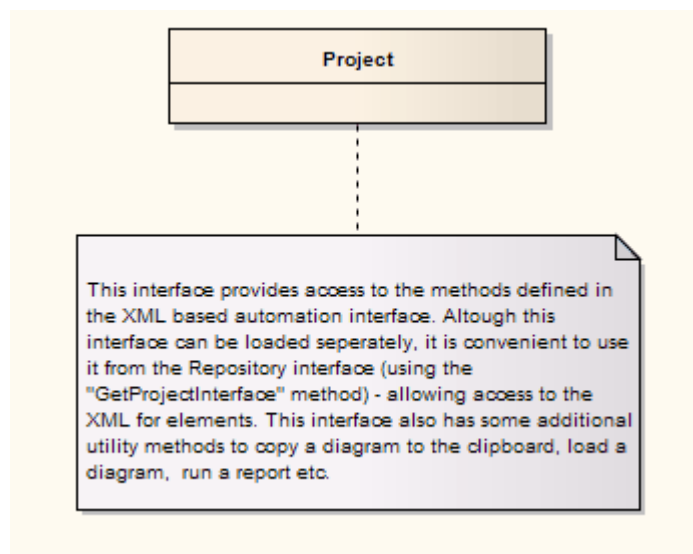 Project
This interface provides access to the methods defined in
the XML based automation interface. Altough this
interface can be loaded seperately, it is convenient to use
it from the Repository interface (using the
"GetProjectInterface" method) - allowing access to the
XML for elements. This interface also has some additional
utility methods to copy a diagram to the clipboard, load a
diagram,  run a report etc.